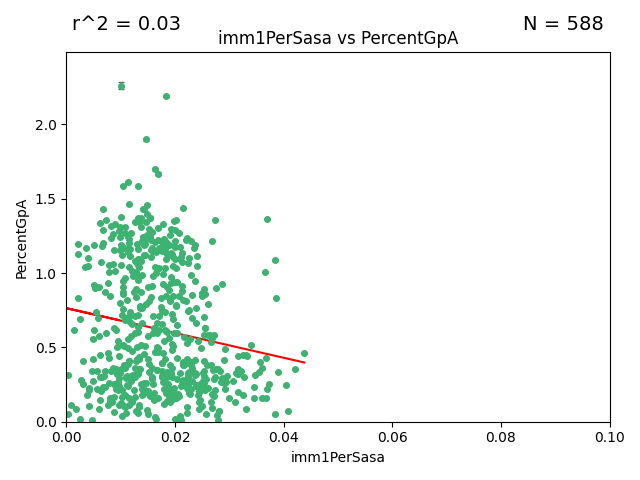 r^2 = 0.03
N = 588
imm1PerSasa vs PercentGpA
PercentGpA
2.0
1.5
1.0
0.5
0.0
0.00
0.02
0.04
0.06
0.08
0.10
imm1PerSasa